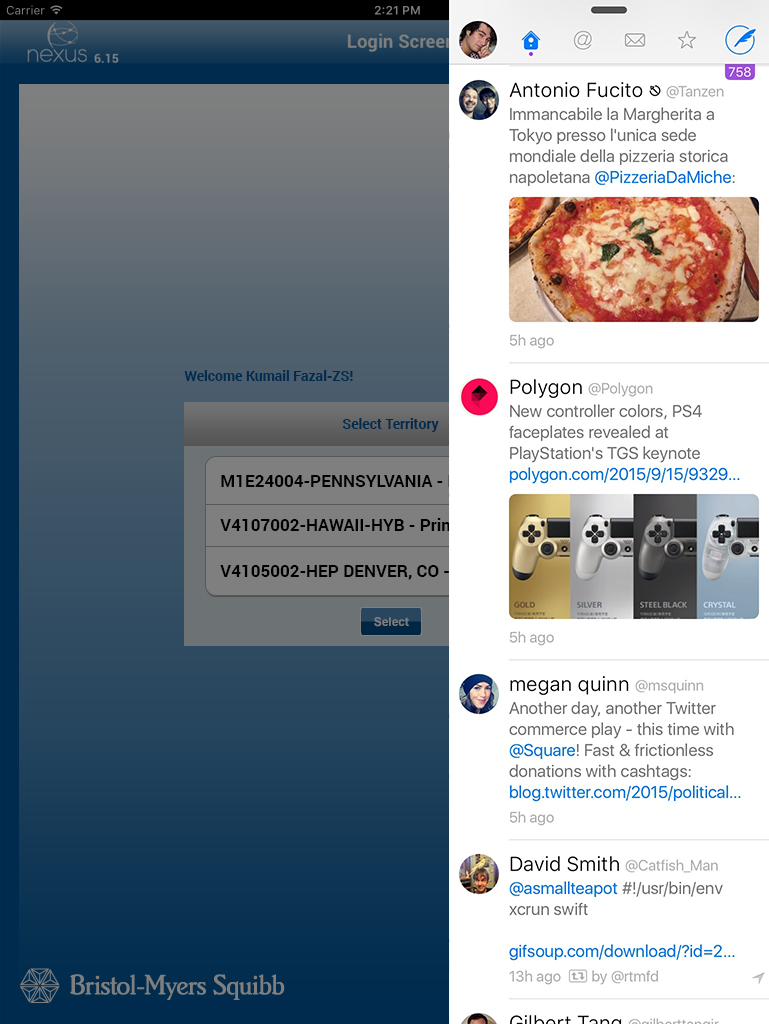 Carrier
2:21 PM
nexus 6.15
Login Screen
Welcome Kumail Fazal-ZS!
Select Territory
M1E24004-PENNSYLVANIA -
V4107002-HAWAII-HYB - Prin
V4105002-HEP DENVER, CO -
Select
Bristol-Myers Squibb
758
Antonio Fucito @Tanzen
Immancabile la Margherita a
Tokyo presso l'unica sede
mondiale della pizzeria storica
napoletana @PizzeriaDaMiche:
5h ago
Polygon @Polygon
New controller colors, PS4
faceplates revealed at
PlayStation's TGS keynote
polygon.com/2015/9/15/9329...
GOLD
SILVER
STEEL BLACK
CRYSTAL
5h ago
megan quinn @msquinn
Another day, another Twitter
commerce play - this time with
@Square! Fast & frictionless
donations with cashtags:
blog.twitter.com/2015/political...
5h ago
David Smith @Catfish_Man
@asmallteapot #!/usr/bin/env
xcrun swift
gifsoup.com/download/?id=2...
13h ago by @rtmfd
Gilbert Tang